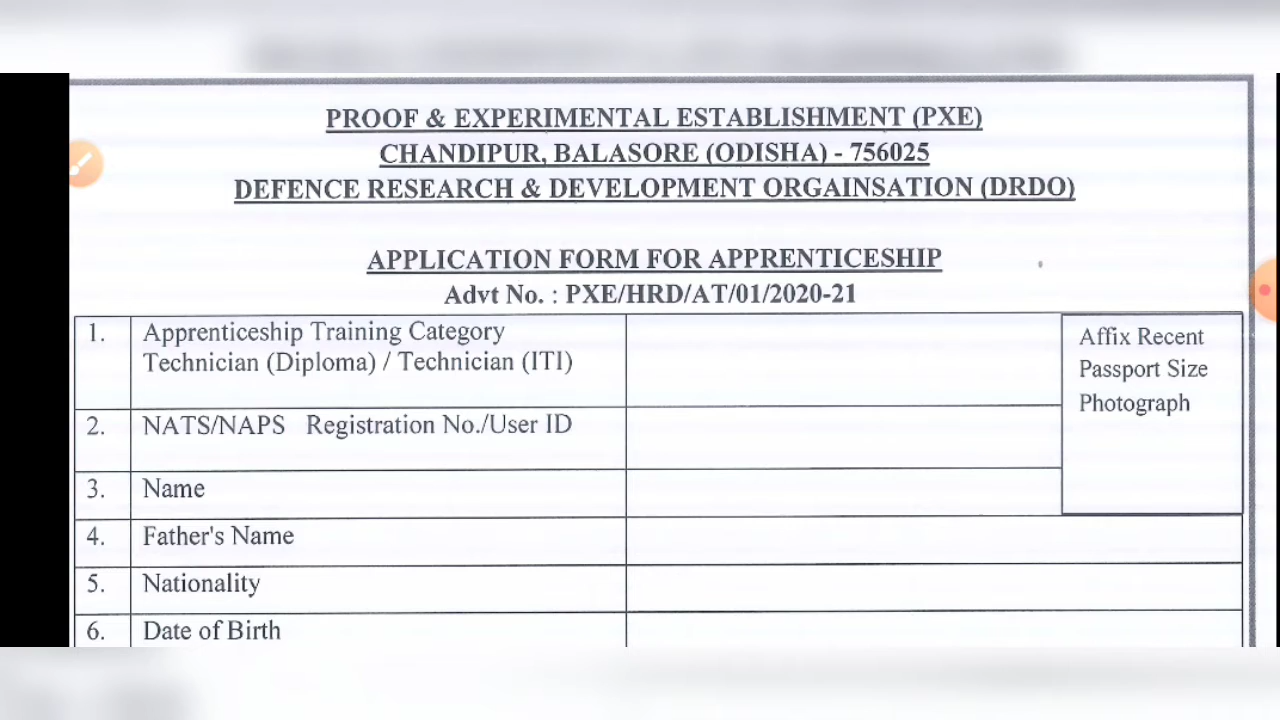 PROOF & EXPERIMENTAL ESTABLISHMENT (PXE)
CHANDIPUR, BALASORE (ODISHA) - 756025
DEFENCE RESEARCH & DEVELOPMENT ORGAINSATION (DRDO)
APPLICATION FORM FOR APPRENTICESHIP
Advt No. : PXE/HRD/AT/01/2020-21
1. Apprenticeship Training Category
Technician (Diploma) / Technician (ITI)
Affix Recent
Passport Size
Photograph
2. NATS/NAPS Registration No./User ID
3. Name
4. Father's Name
5. Nationality
6. Date of Birth